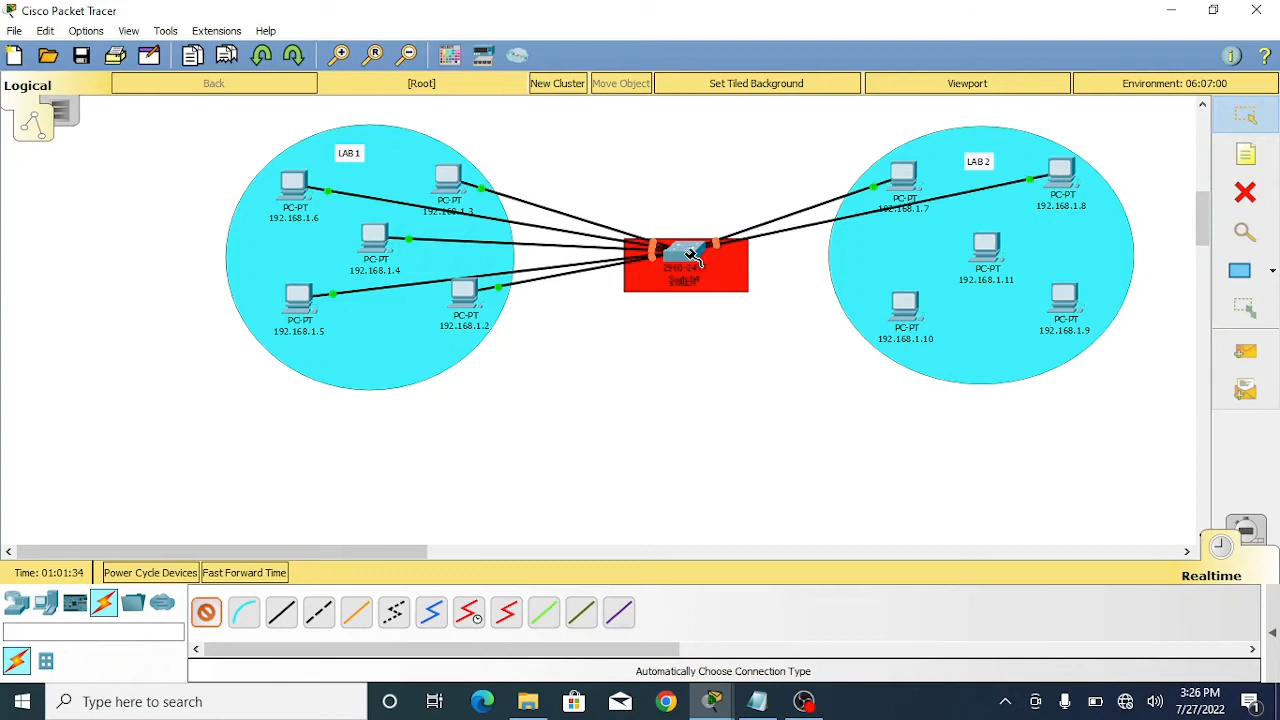 Cisco Packet Tracer
File Edit Options View Tools Extensions Help
Logical
Back
[Root]
New Cluster
Move Object
Set Tiled Background
Viewport
Environment: 06:07:00
LAB 1
PC-PT
192.168.1.6
PC-PT
192.168.1.3
PC-PT
192.168.1.4
PC-PT
192.168.1.5
PC-PT
192.168.1.2
LAB 2
PC-PT
192.168.1.7
PC-PT
192.168.1.8
PC-PT
192.168.1.11
PC-PT
192.168.1.10
PC-PT
192.168.1.9
Time: 01:01:34
Power Cycle Devices
Fast Forward Time
Realtime
Automatically Choose Connection Type
Type here to search
3:26 PM
7/27/2022